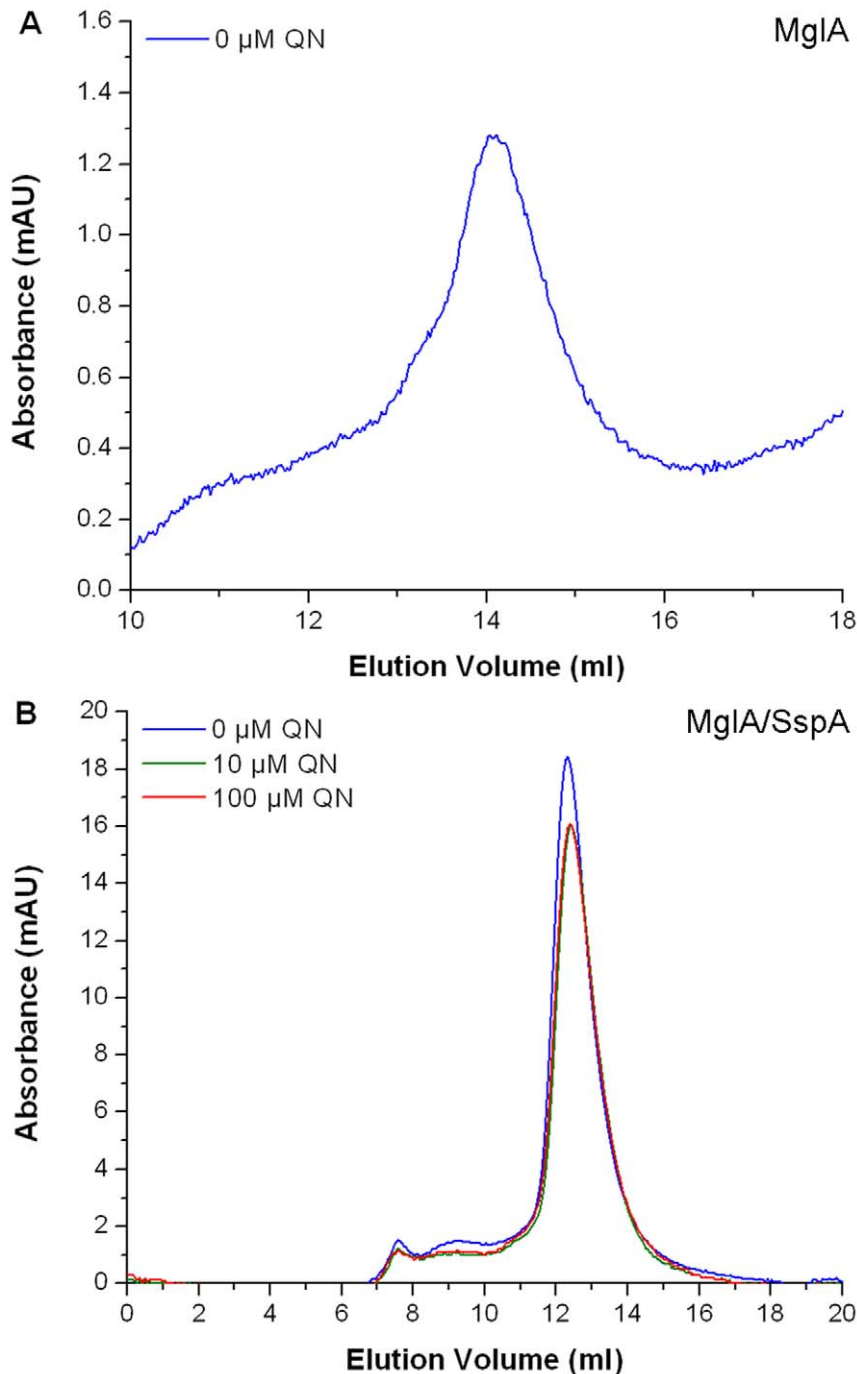 A
0 µM QN
MglA
1.6
1.4
1.2
1.0
0.8
0.6
0.4
0.2
0.0
Absorbance (mAU)
10 12 14 16 18
Elution Volume (ml)
B
0 µM QN
10 µM QN
100 µM QN
MglA/SspA
20
18
16
14
12
10
8
6
4
2
0
Absorbance (mAU)
0 2 4 6 8 10 12 14 16 18 20
Elution Volume (ml)